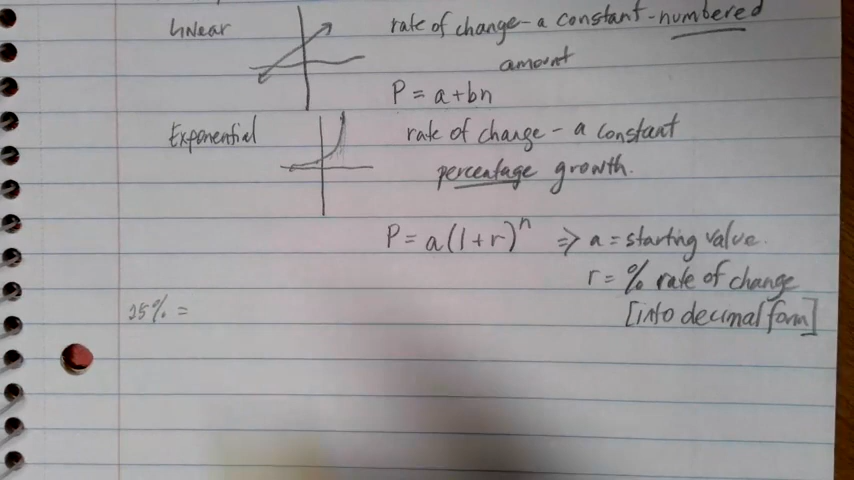 linear rate of change - a constant - numbered
amount
P = a + bn
Exponential rate of change - a constant
percentage growth.
P = a(1+r)^n ⇒ a = starting value.
r = % rate of change
25% = [into decimal form]